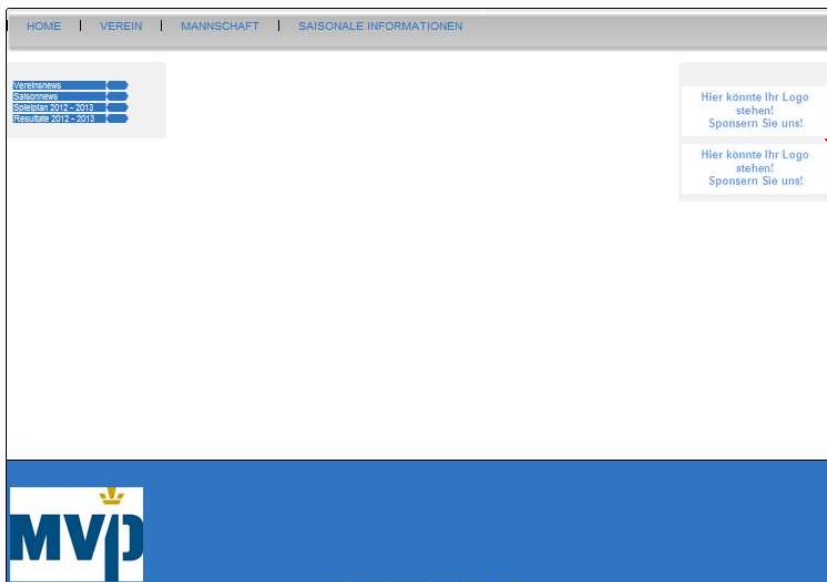 HOME | VEREIN | MANNSCHAFT | SAISONALE INFORMATIONEN
Vereinsnews
Saisonnews
Spielplan 2012 - 2013
Resultate 2012 - 2013
Hier könnte Ihr Logo
stehen!
Sponsern Sie uns!
Hier könnte Ihr Logo
stehen!
Sponsern Sie uns!
MVP